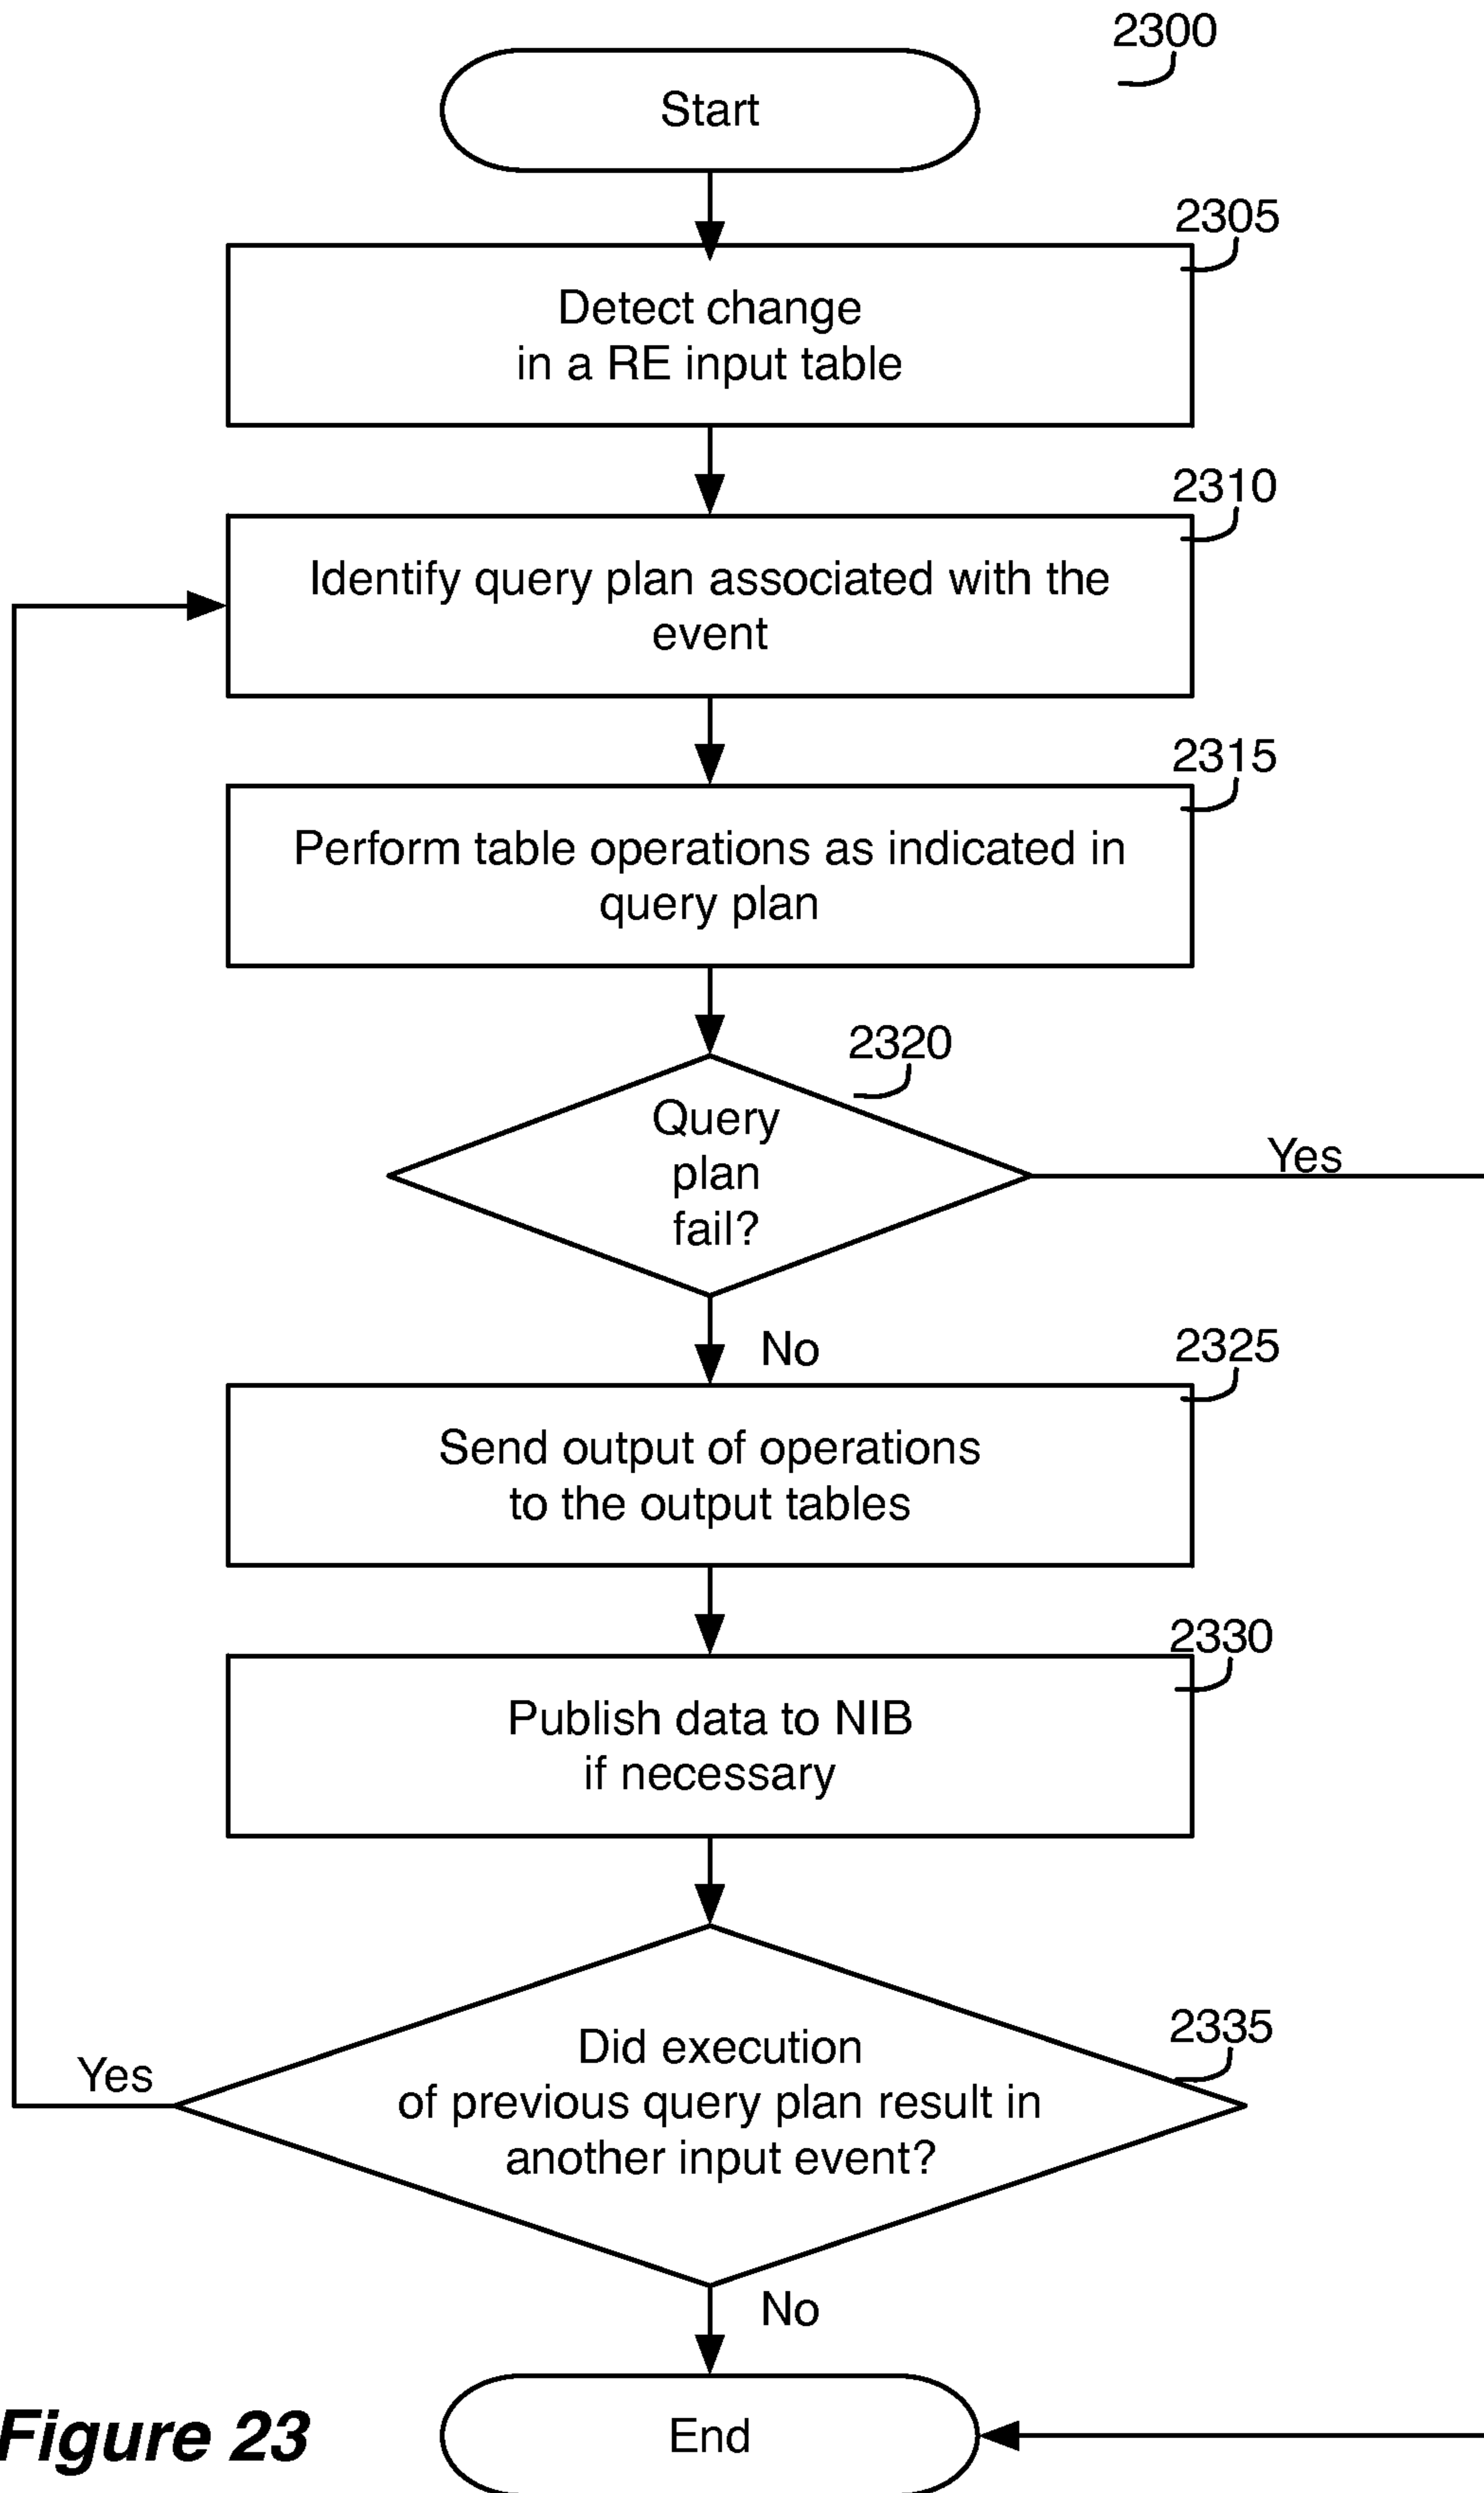 2300
Start
2305
Detect change
in a RE input table
2310
Identify query plan associated with the
event
2315
Perform table operations as indicated in
query plan
2320
Query
plan
fail?
Yes
No
2325
Send output of operations
to the output tables
2330
Publish data to NIB
if necessary
2335
Did execution
of previous query plan result in
another input event?
Yes
No
End
Figure 23